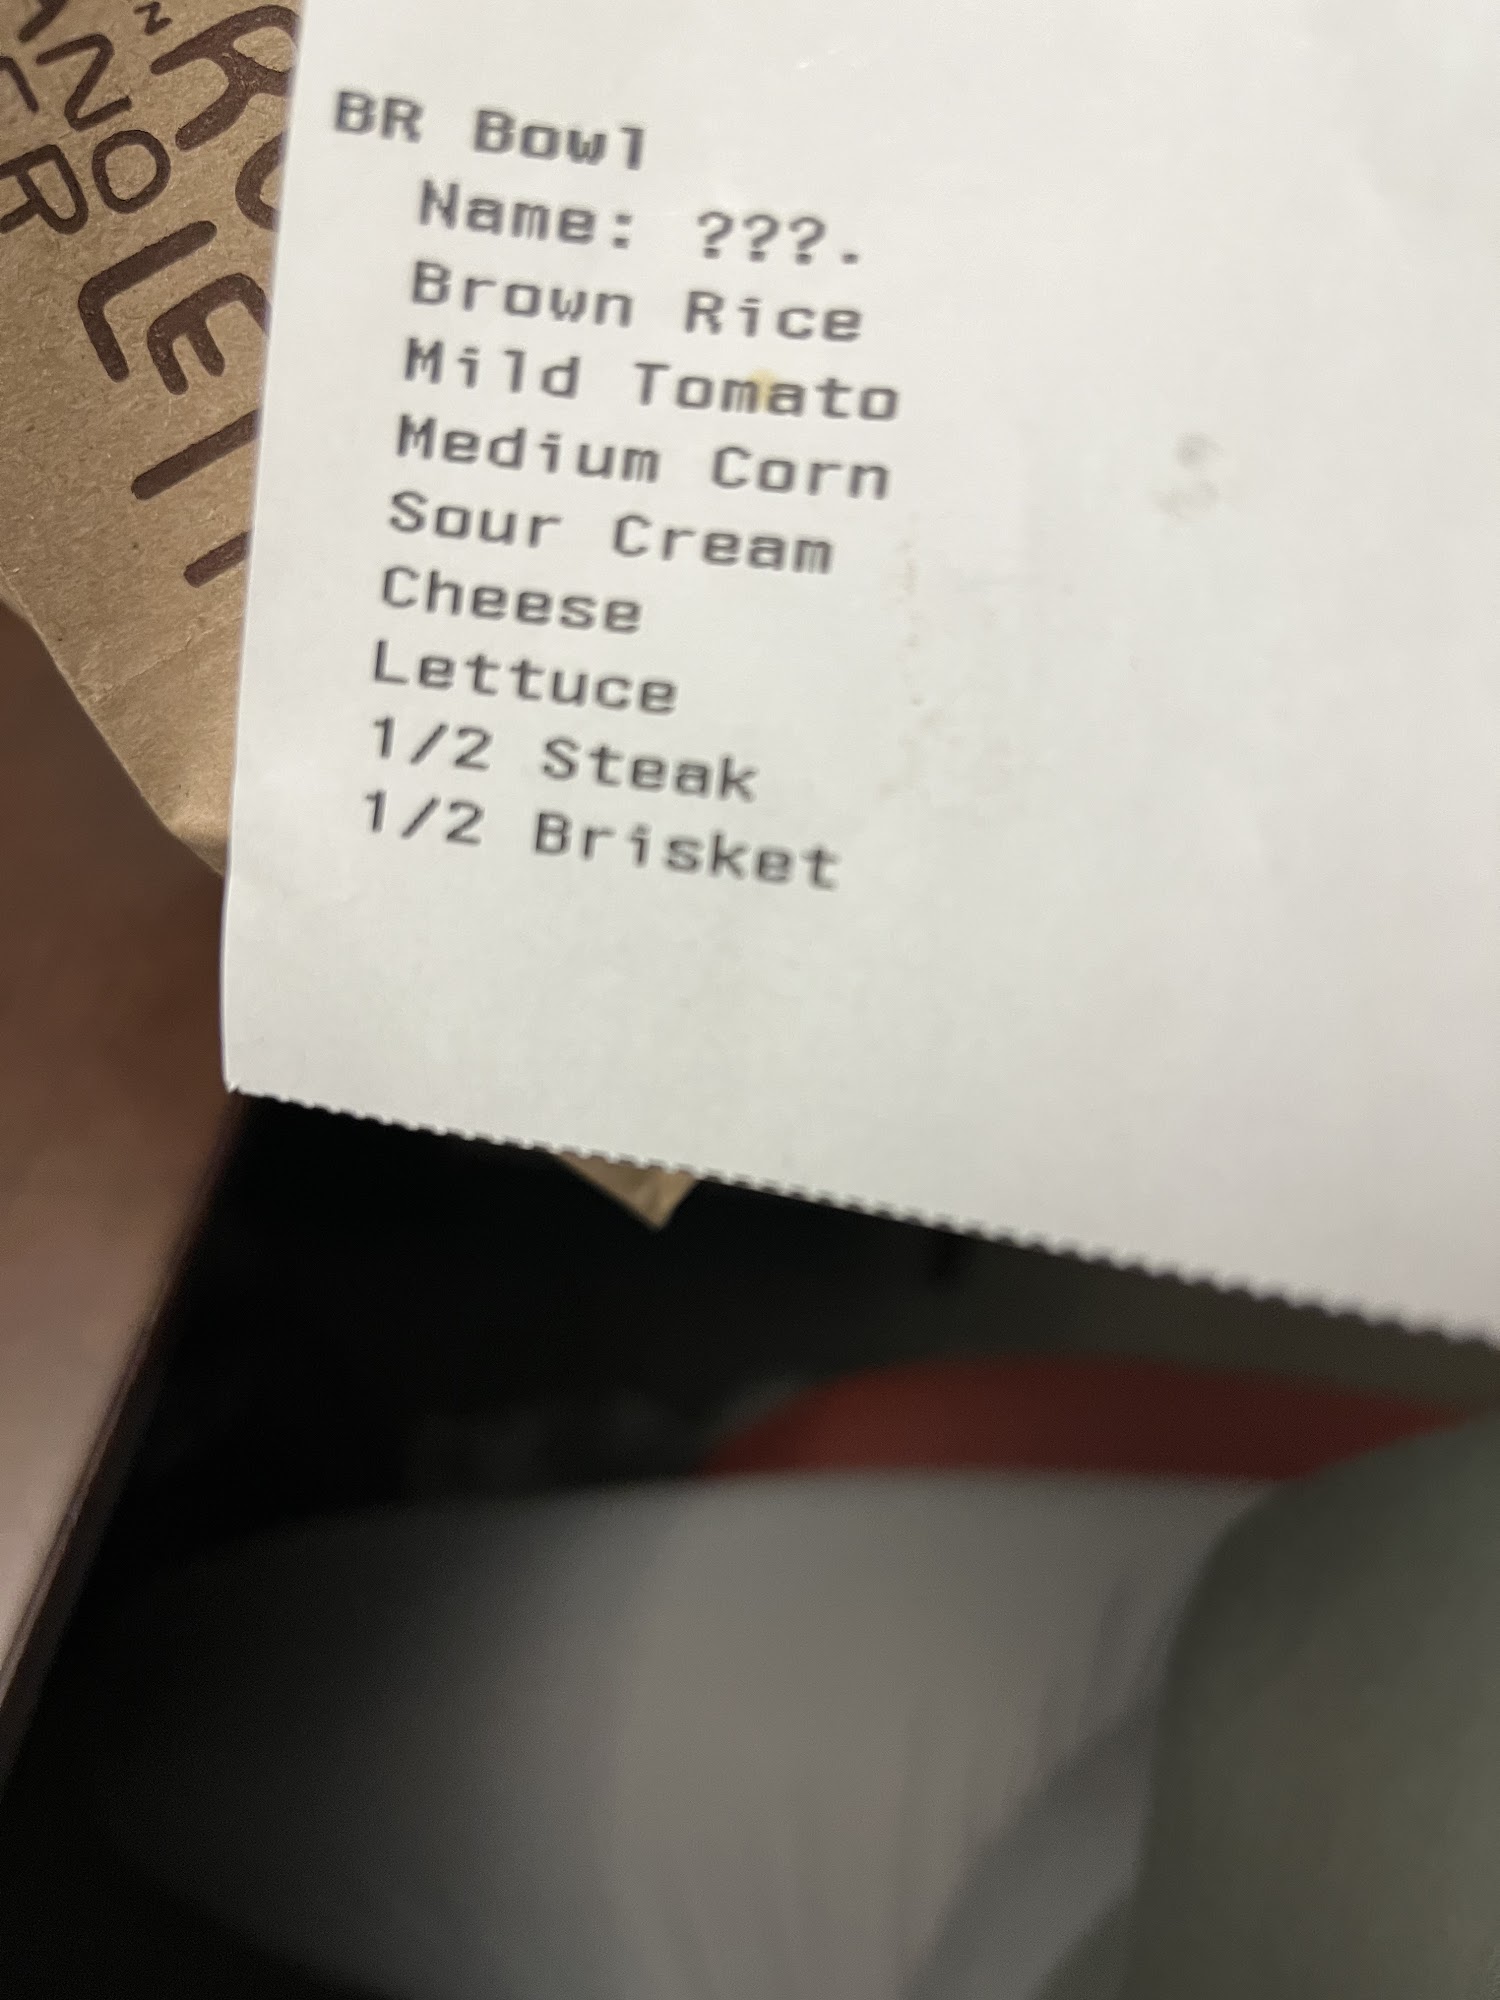 BR Bowl
Name: ???.
Brown Rice
Mild Tomato
Medium Corn
Sour Cream
Cheese
Lettuce
1/2 Steak
1/2 Brisket